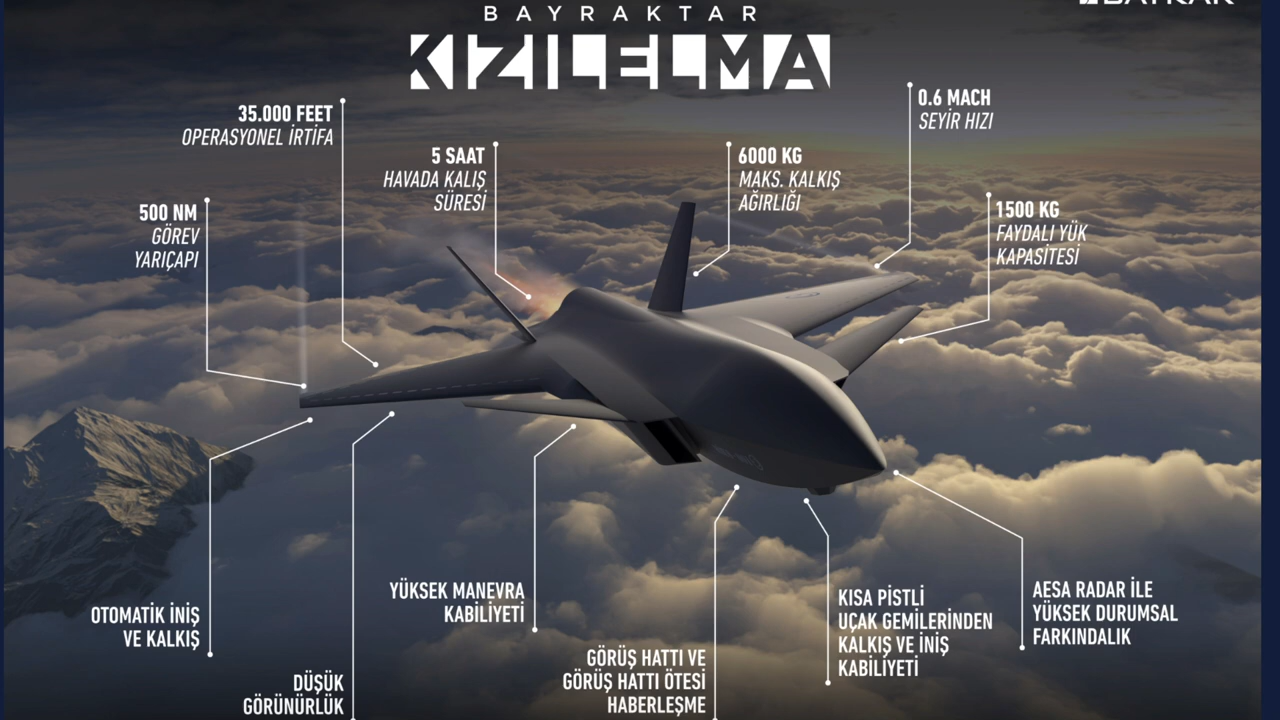 BAYRAKTAR
KIZILELMA
35.000 FEET
OPERASYONEL İRTİFA
5 SAAT
HAVADA KALIŞ
SÜRESİ
6000 KG
MAKS. KALKIŞ
AĞIRLIĞI
0.6 MACH
SEYİR HIZI
500 NM
GÖREV
YARIÇAPI
1500 KG
FAYDALI YÜK
KAPASİTESİ
OTOMATİK İNİŞ
VE KALKIŞ
DÜŞÜK
GÖRÜNÜRLÜK
YÜKSEK MANEVRA
KABİLİYETİ
GÖRÜŞ HATTI VE
GÖRÜŞ HATTI ÖTESİ
HABERLEŞME
KISA PİSTLİ
UÇAK GEMİLERİNDEN
KALKIŞ VE İNİŞ
KABİLİYETİ
AESA RADAR İLE
YÜKSEK DURUMSAL
FARKINDALIK